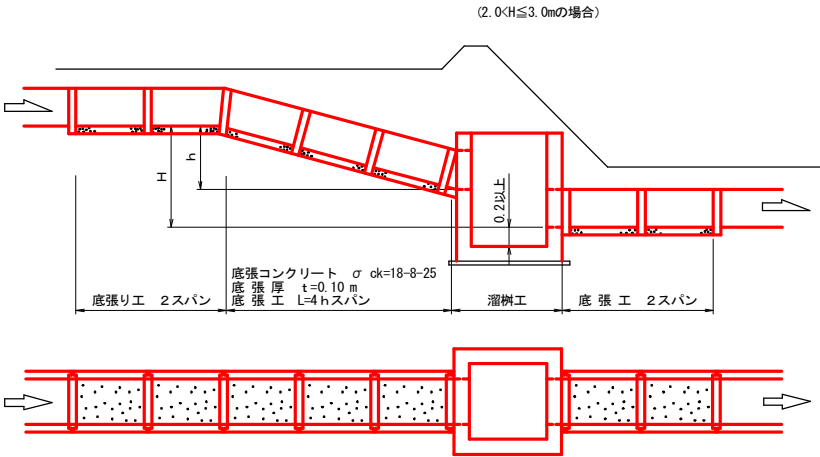 (2.0<H≦3.0mの場合)
H
h
0.2以上
底張コンクリート σ ck=18-8-25
底 張 厚 t=0.10 m
底 張 工 L=4hスパン
底張り工 2スパン
溜桝工
底 張 工 2スパン